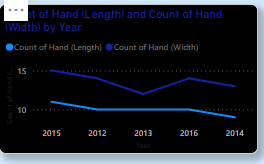 of Hand (Length) and Count of Hand
(Width) by Year
Count of Hand (Length) Count of Hand (Width)
15
10
2015 2012 2013 2016 2014
Year